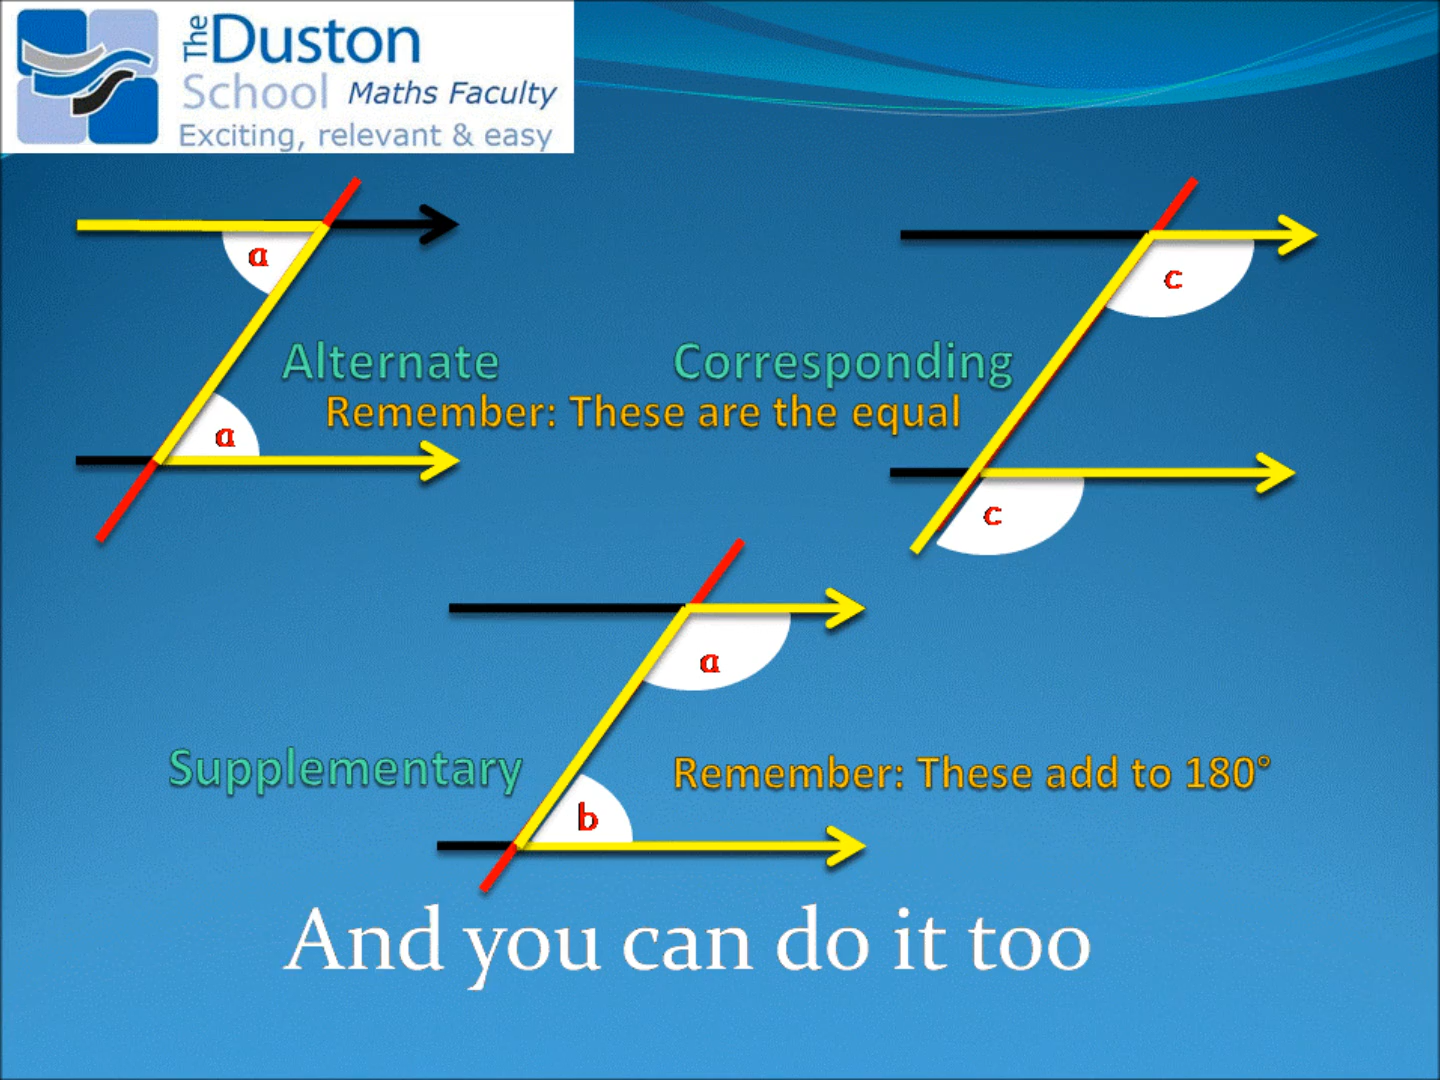 The Duston
School Maths Faculty
Exciting, relevant & easy
a
c
Alternate
Corresponding
Remember: These are the equal
a
c
a
Supplementary
Remember: These add to 180°
b
And you can do it too